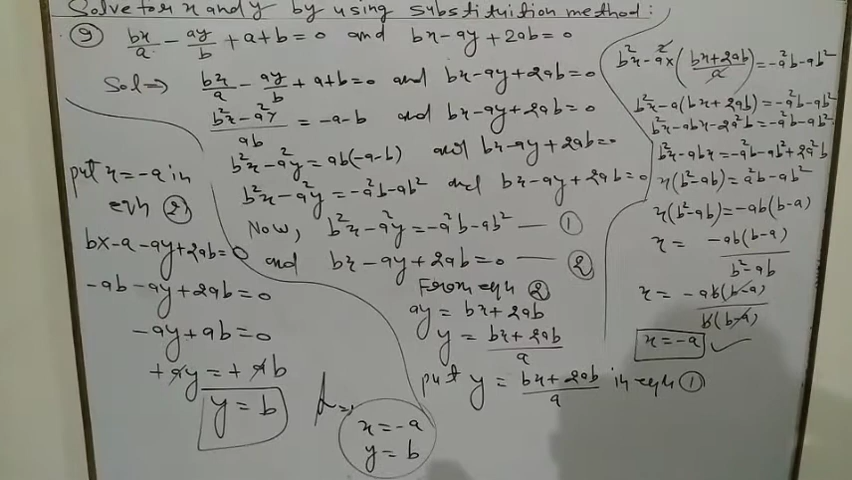 Solve for x and y by using substituition method:
⑨ bx/a - ay/b + a+b=0 and bx-ay+2ab=0
Sol⇒ bx/a - ay/b + a+b=0 and bx-ay+2ab=0
(b²x-a²y)/ab = -a-b and bx-ay+2ab=0
b²x-a²y=ab(-a-b) and bx-ay+2ab=0
b²x-a²y=-a²b-ab² and bx-ay+2ab=0
Now, b²x-a²y=-a²b-ab² — ①
and bx-ay+2ab=0 — ②
From eqn ②
ay = bx+2ab
y = (bx+2ab)/a
put y = (bx+2ab)/a in eqn ①
b²x-a²×((bx+2ab)/a)=-a²b-ab²
b²x-a(bx+2ab)=-a²b-ab²
b²x-abx-2a²b=-a²b-ab²
b²x-abx=-a²b-ab²+2a²b
x(b²-ab)=a²b-ab²
x(b²-ab)=-ab(b-a)
x = -ab(b-a)/(b²-ab)
x = -ab(b-a)/(b(b-a))
x=-a ✓
put x=-a in
eqn ②
bx-a-ay+2ab=0
-ab-ay+2ab=0
-ay+ab=0
+ay=+ab
y=b
x=-a
y=b